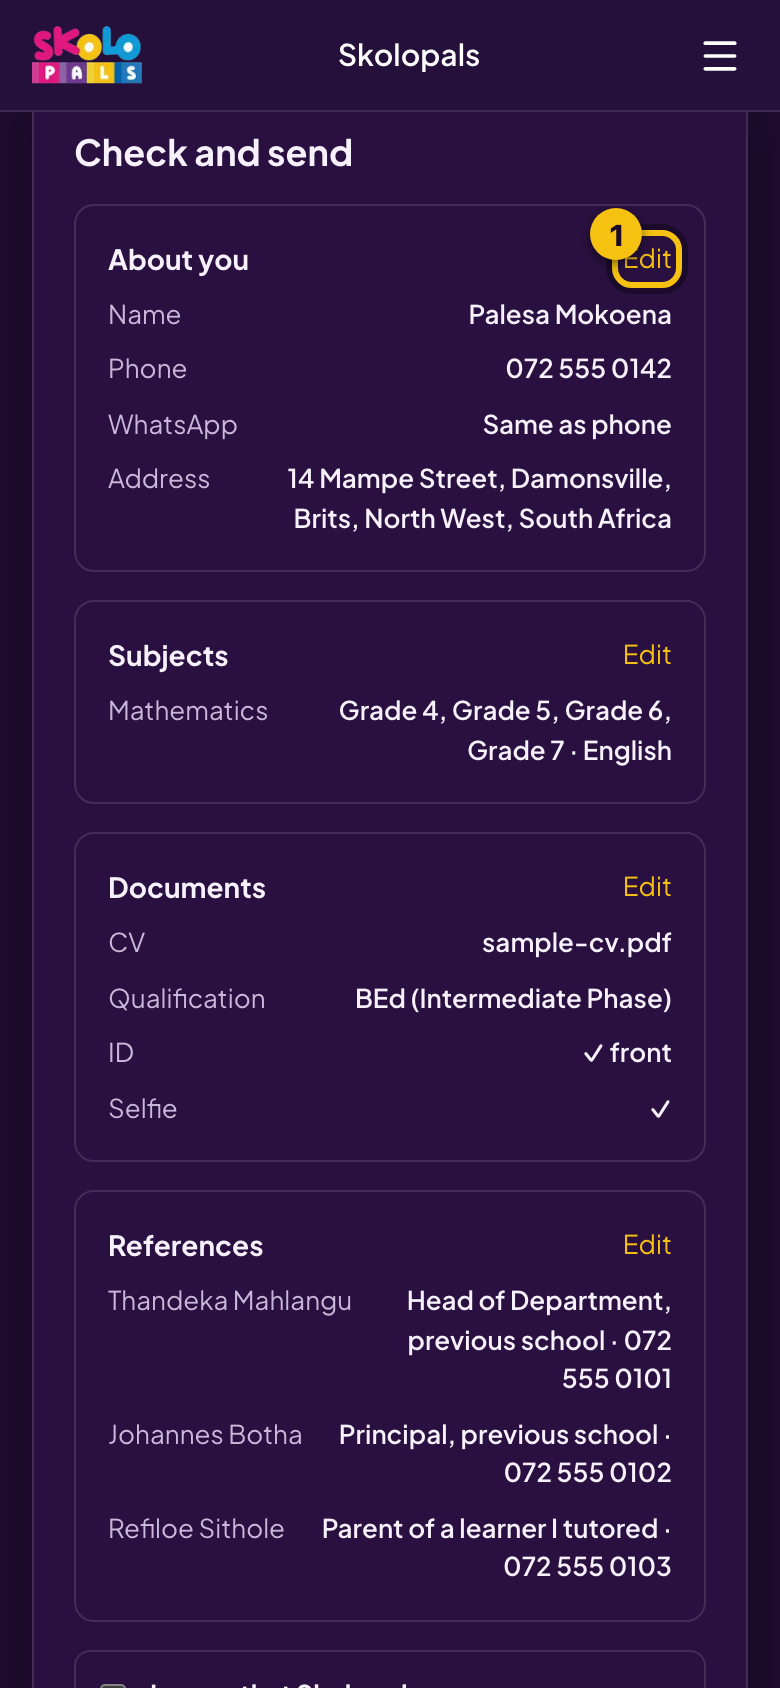 SKOLO
PALS
Skolopals
Check and send
1
About you
Edit
Name
Palesa Mokoena
Phone
072 555 0142
WhatsApp
Same as phone
Address
14 Mampe Street, Damonsville,
Brits, North West, South Africa
Subjects
Edit
Mathematics
Grade 4, Grade 5, Grade 6,
Grade 7 · English
Documents
Edit
CV
sample-cv.pdf
Qualification
BEd (Intermediate Phase)
ID
✓ front
Selfie
✓
References
Edit
Thandeka Mahlangu
Head of Department,
previous school · 072
555 0101
Johannes Botha
Principal, previous school ·
072 555 0102
Refiloe Sithole
Parent of a learner I tutored ·
072 555 0103